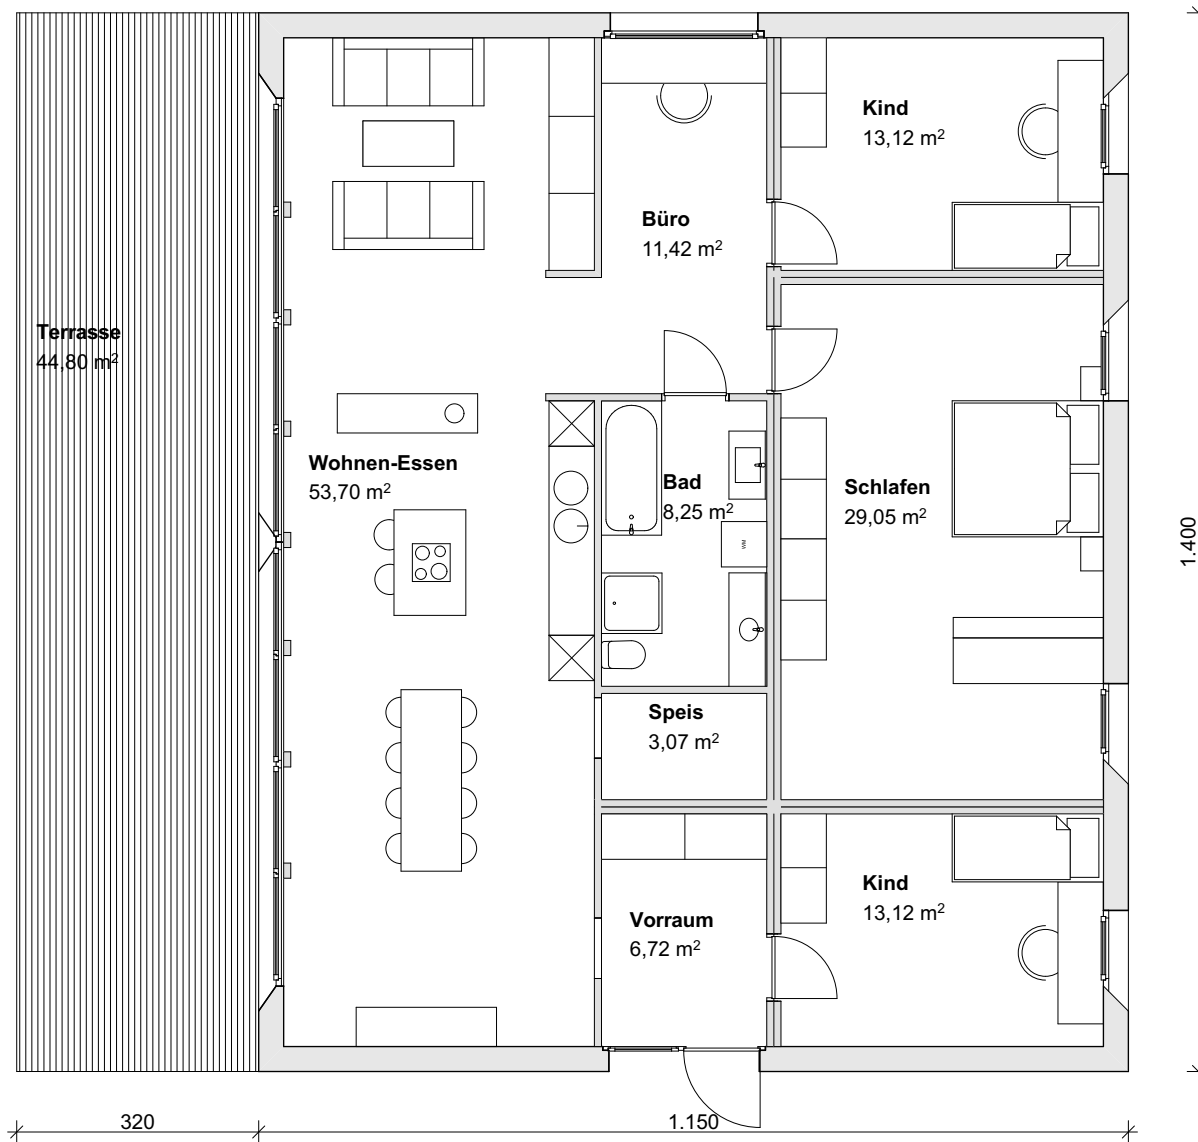 Kind
13,12 m²
Büro
11,42 m²
Terrasse
44,80 m²
Wohnen-Essen
53,70 m²
Bad
8,25 m²
Schlafen
29,05 m²
WM
1.400
Speis
3,07 m²
Kind
13,12 m²
Vorraum
6,72 m²
320
1.150